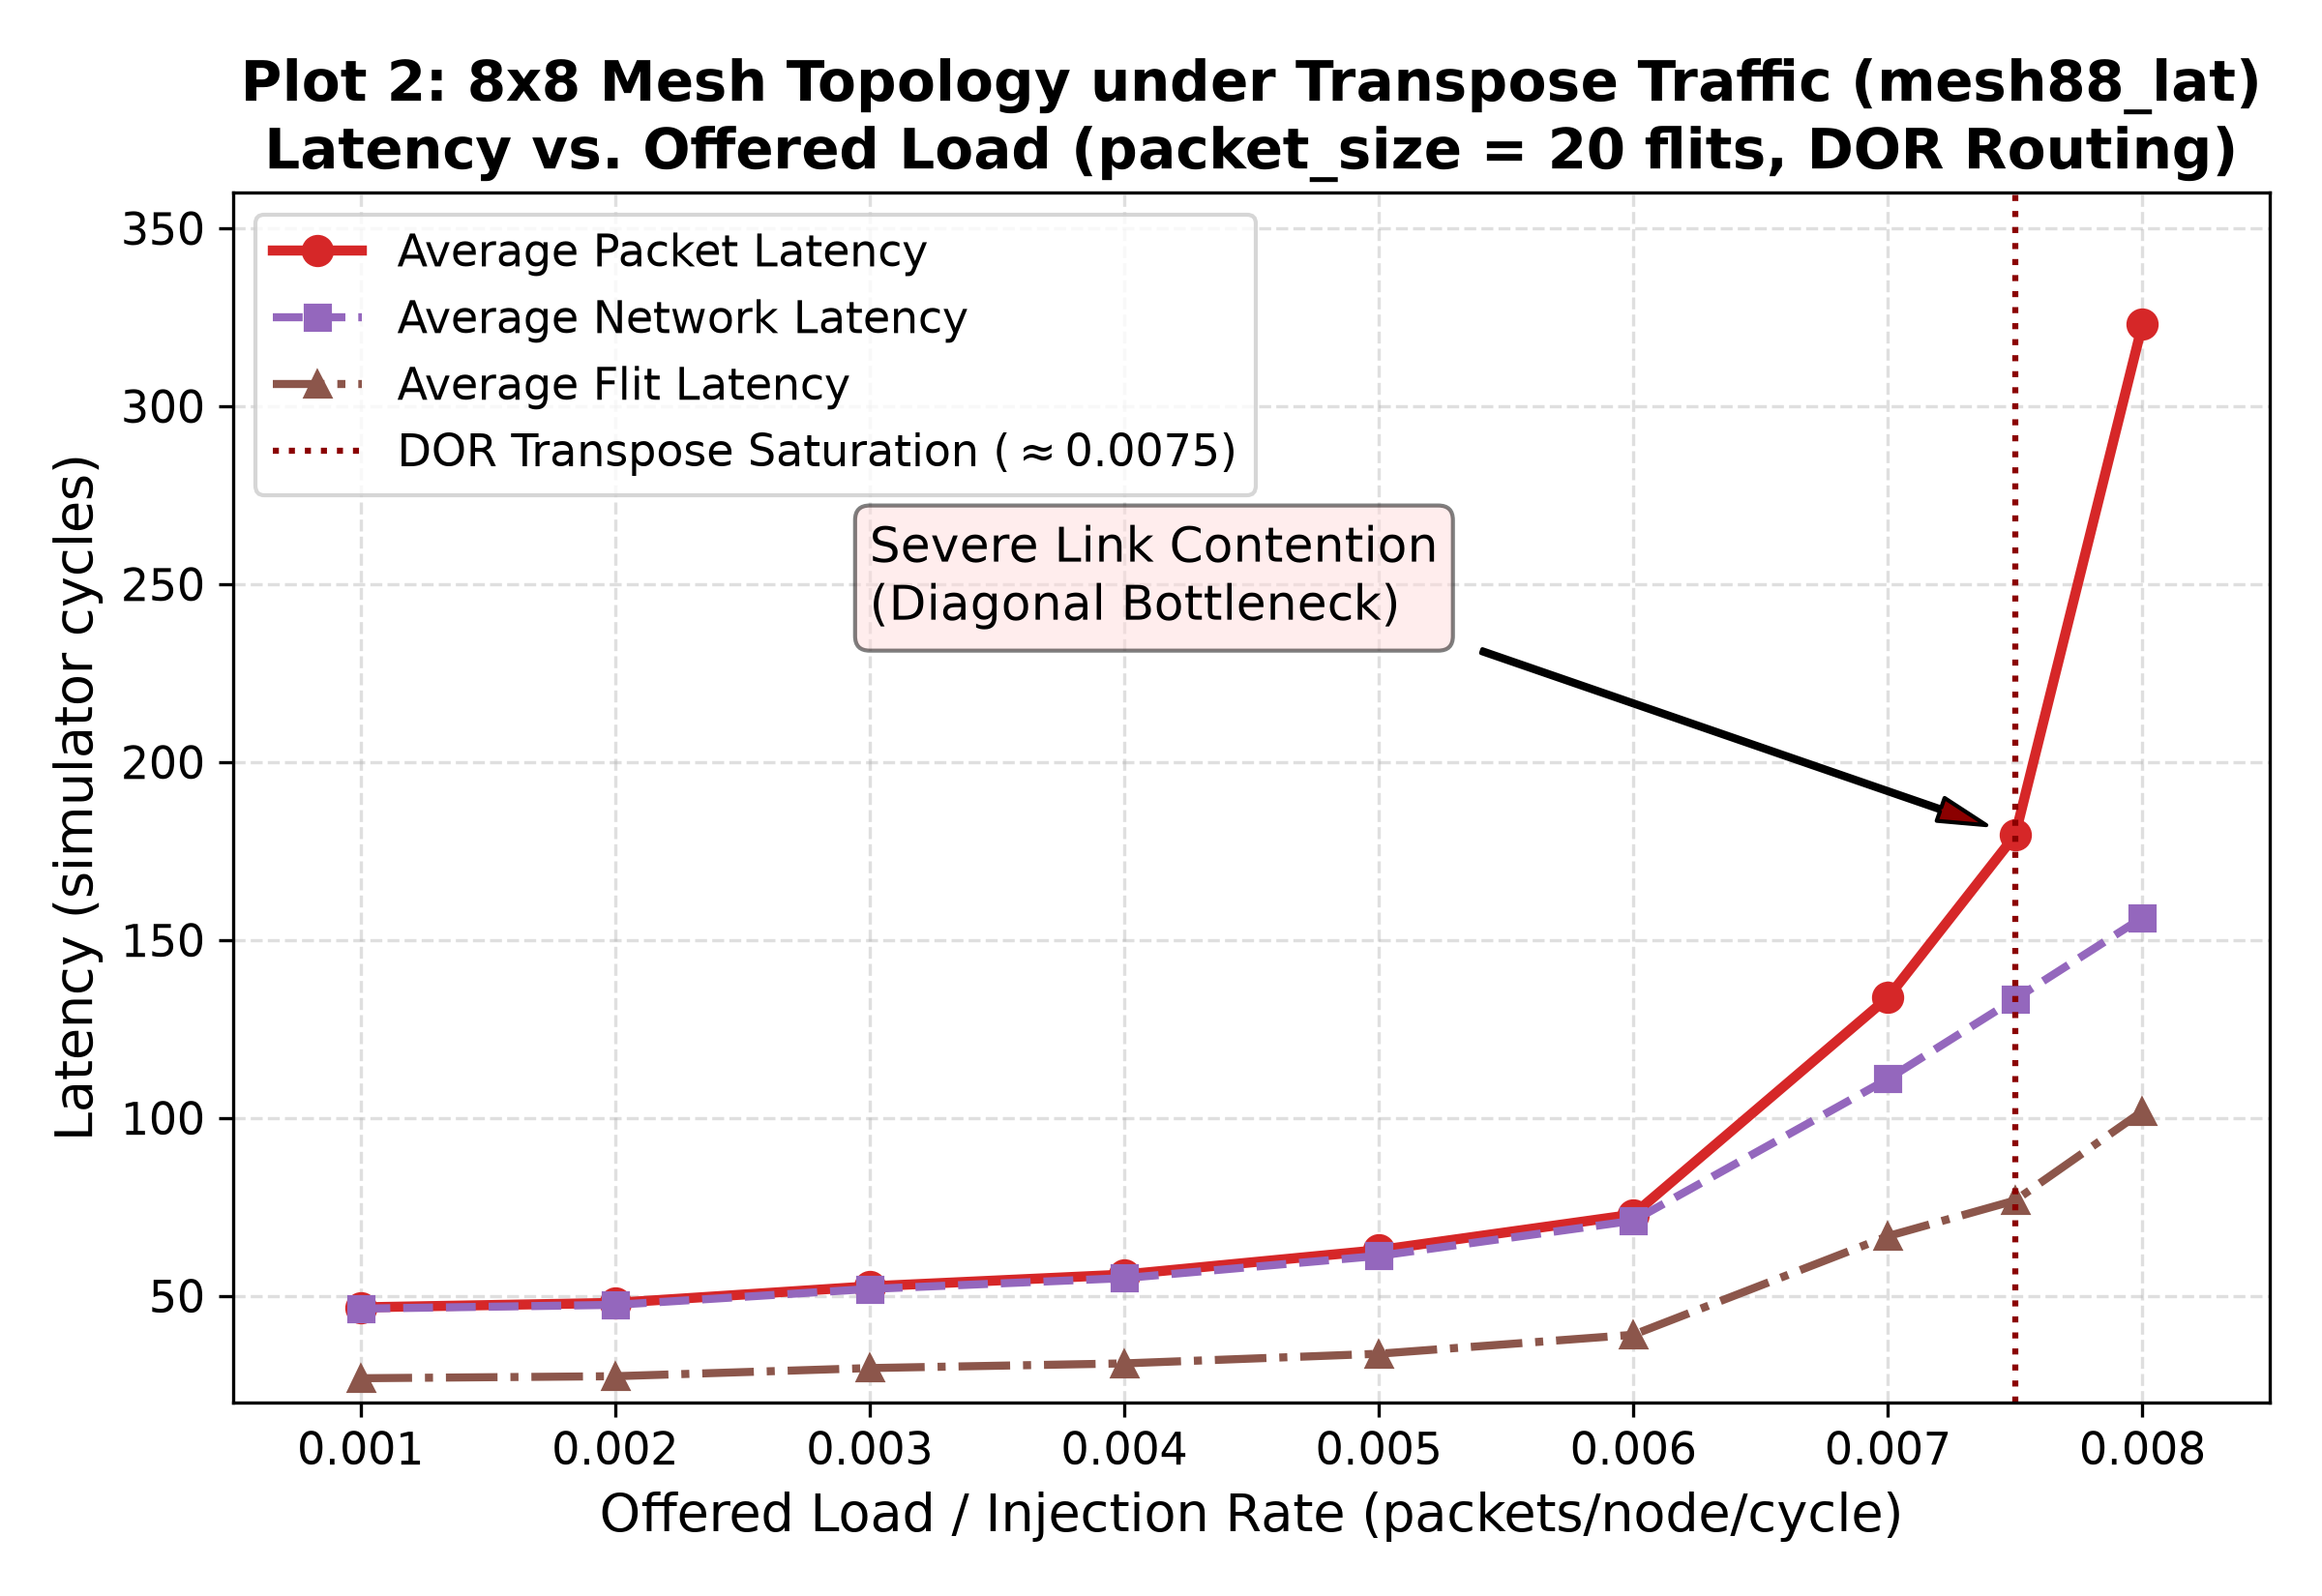 Plot 2: 8x8 Mesh Topology under Transpose Traffic (mesh88_lat)
Latency vs. Offered Load (packet_size = 20 flits, DOR Routing)
Average Packet Latency
Average Network Latency
Average Flit Latency
DOR Transpose Saturation (≈0.0075)
Severe Link Contention
(Diagonal Bottleneck)
Latency (simulator cycles)
350
300
250
200
150
100
50
0.001 0.002 0.003 0.004 0.005 0.006 0.007 0.008
Offered Load / Injection Rate (packets/node/cycle)